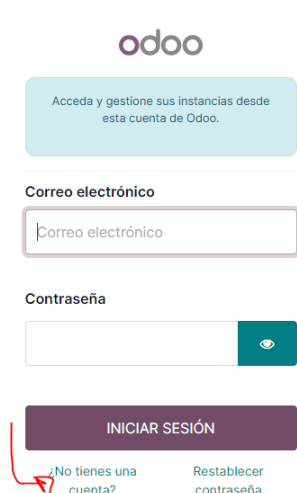 odoo
Acceda y gestione sus instancias desde
esta cuenta de Odoo.
Correo electrónico
Correo electrónico
Contraseña
INICIAR SESIÓN
¿No tienes una
cuenta?
Restablecer
contraseña